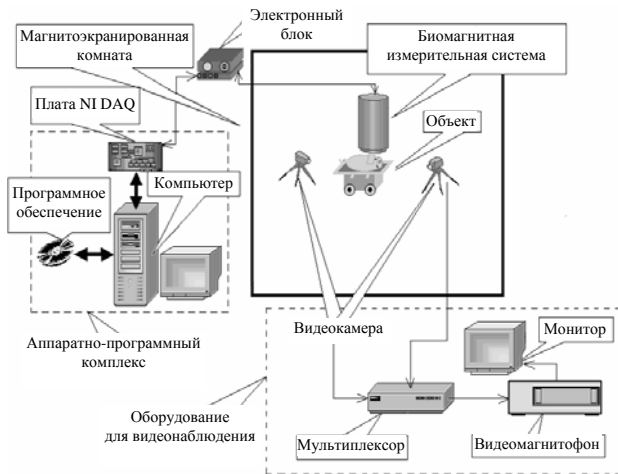 Электронный
блок
Магнитоэкранированная
комната
Биомагнитная
измерительная система
Плата NI DAQ
Объект
Программное
обеспечение
Компьютер
Видеокамера
Монитор
Аппаратно-программный
комплекс
Оборудование
для видеонаблюдения
Мультиплексор
Видеомагнитофон